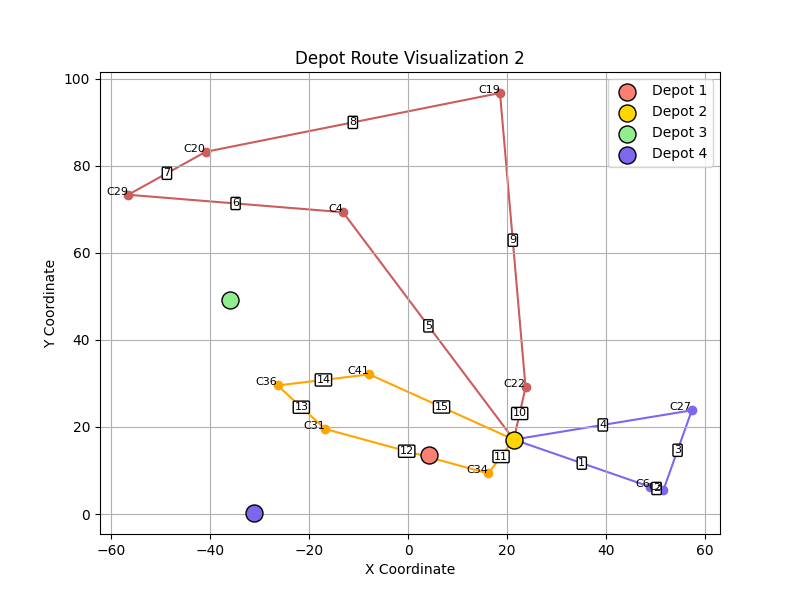 Depot Route Visualization 2
Y Coordinate
X Coordinate
100
80
60
40
20
0
−60
−40
−20
0
20
40
60
Depot 1
Depot 2
Depot 3
Depot 4
C19
8
C20
7
C29
6
C4
9
5
C22
10
C36
14
C41
13
15
C27
4
C31
12
11
C34
1
3
C6
2